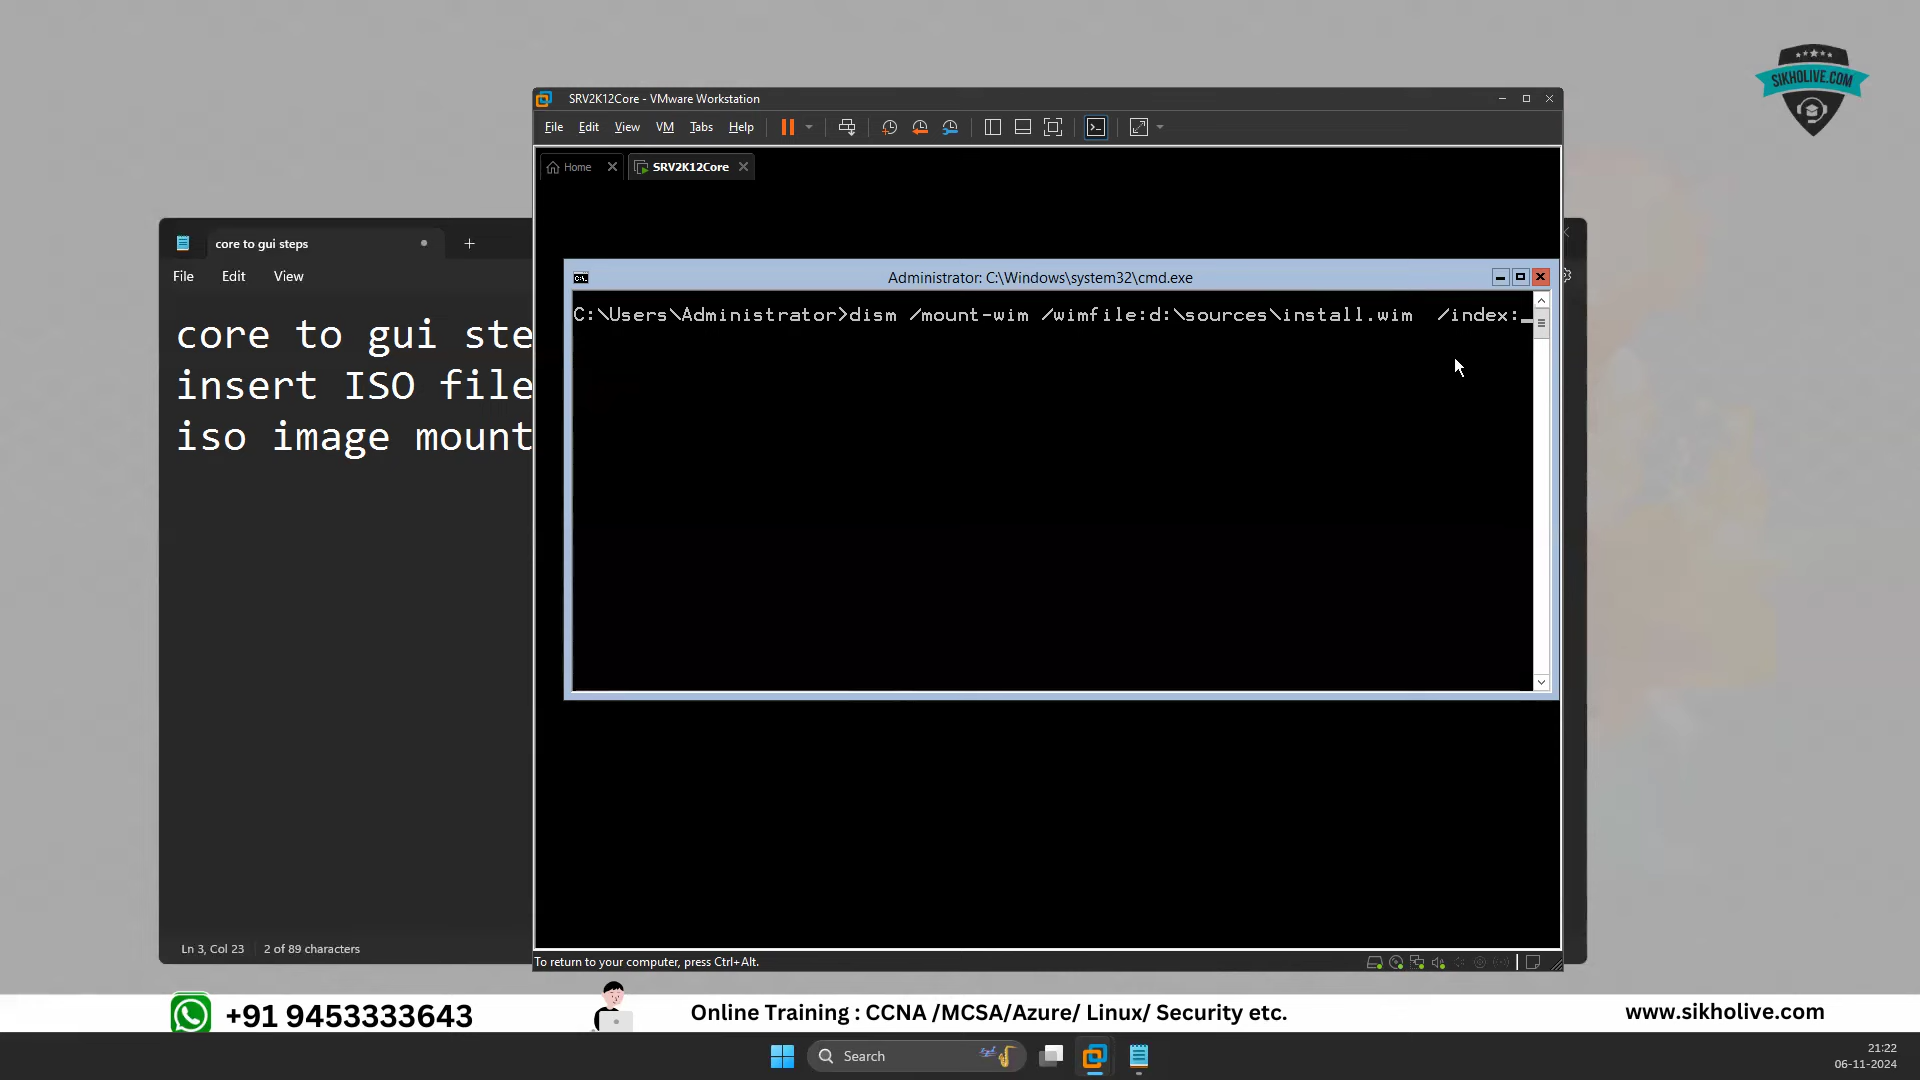 SIKHOLIVE.COM
SRV2K12Core - VMware Workstation
File Edit View VM Tabs Help
Home SRV2K12Core
core to gui steps
File Edit View
Administrator: C:\Windows\system32\cmd.exe
C:\Users\Administrator>dism /mount-wim /wimfile:d:\sources\install.wim  /index:_
core to gui ste
insert ISO file
iso image mount
Ln 3, Col 23 2 of 89 characters
To return to your computer, press Ctrl+Alt.
+91 9453333643
Online Training : CCNA /MCSA/Azure/ Linux/ Security etc.
www.sikholive.com
Search
21:22
06-11-2024